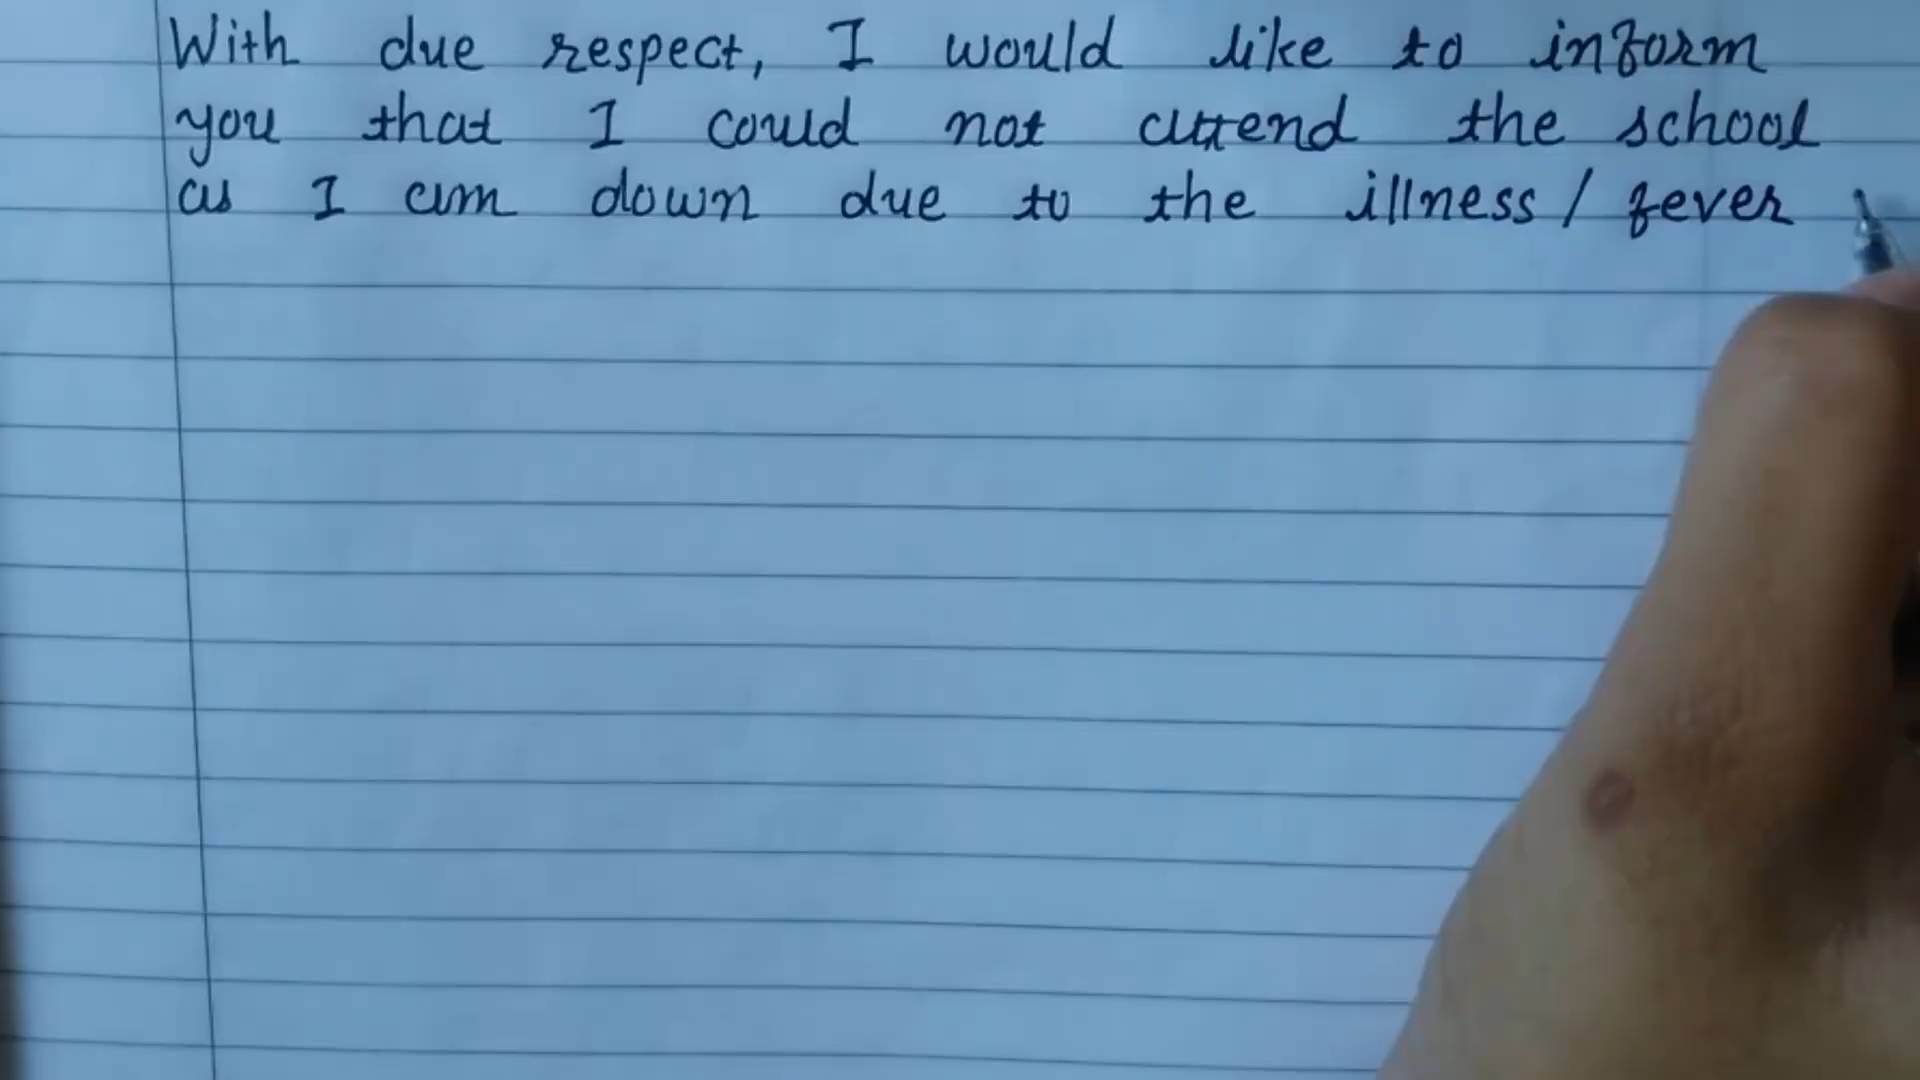 With due respect, I would like to inform
you that I could not attend the school
as I am down due to the illness / fever